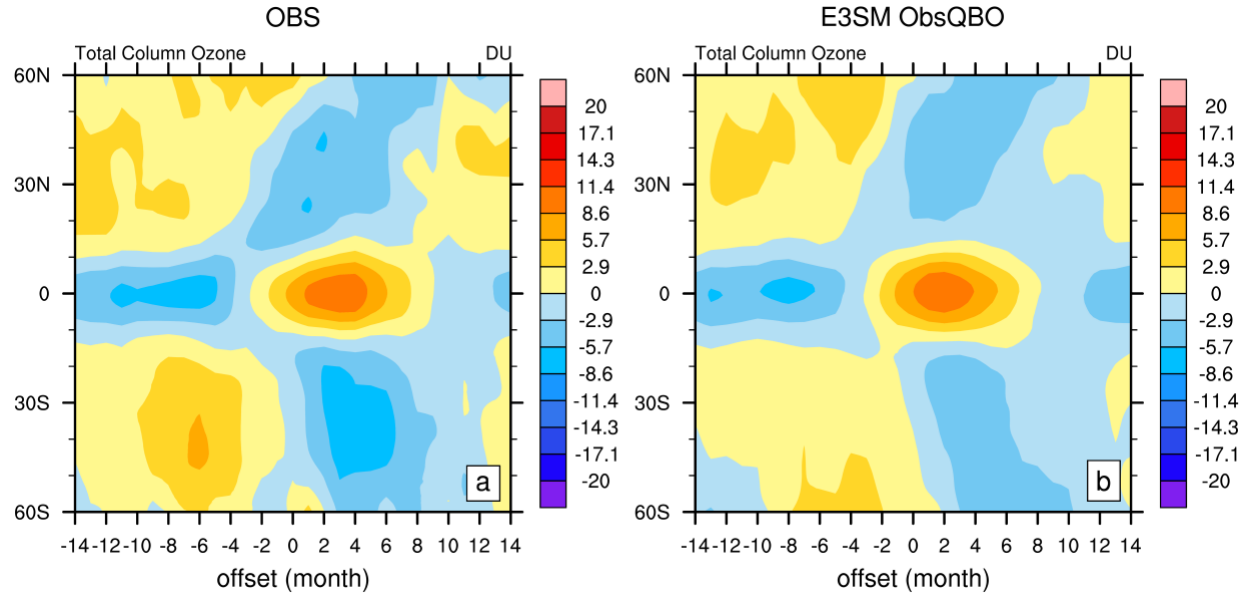 OBS
Total Column Ozone DU
60N
30N
0
30S
60S
-14 -12 -10 -8 -6 -4 -2 0 2 4 6 8 10 12 14
offset (month)
a
20
17.1
14.3
11.4
8.6
5.7
2.9
0
-2.9
-5.7
-8.6
-11.4
-14.3
-17.1
-20
E3SM ObsQBO
Total Column Ozone DU
60N
30N
0
30S
60S
-14 -12 -10 -8 -6 -4 -2 0 2 4 6 8 10 12 14
offset (month)
b
20
17.1
14.3
11.4
8.6
5.7
2.9
0
-2.9
-5.7
-8.6
-11.4
-14.3
-17.1
-20